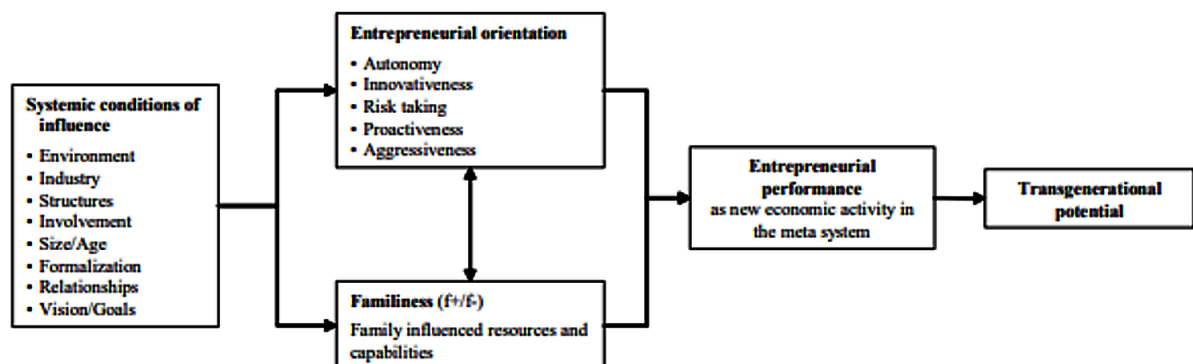 Systemic conditions of
influence
• Environment
• Industry
• Structures
• Involvement
• Size/Age
• Formalization
• Relationships
• Vision/Goals
Entrepreneurial orientation
• Autonomy
• Innovativeness
• Risk taking
• Proactiveness
• Aggressiveness
Familiness (f+/f-)
Family influenced resources and
capabilities
Entrepreneurial
performance
as new economic activity in
the meta system
Transgenerational
potential